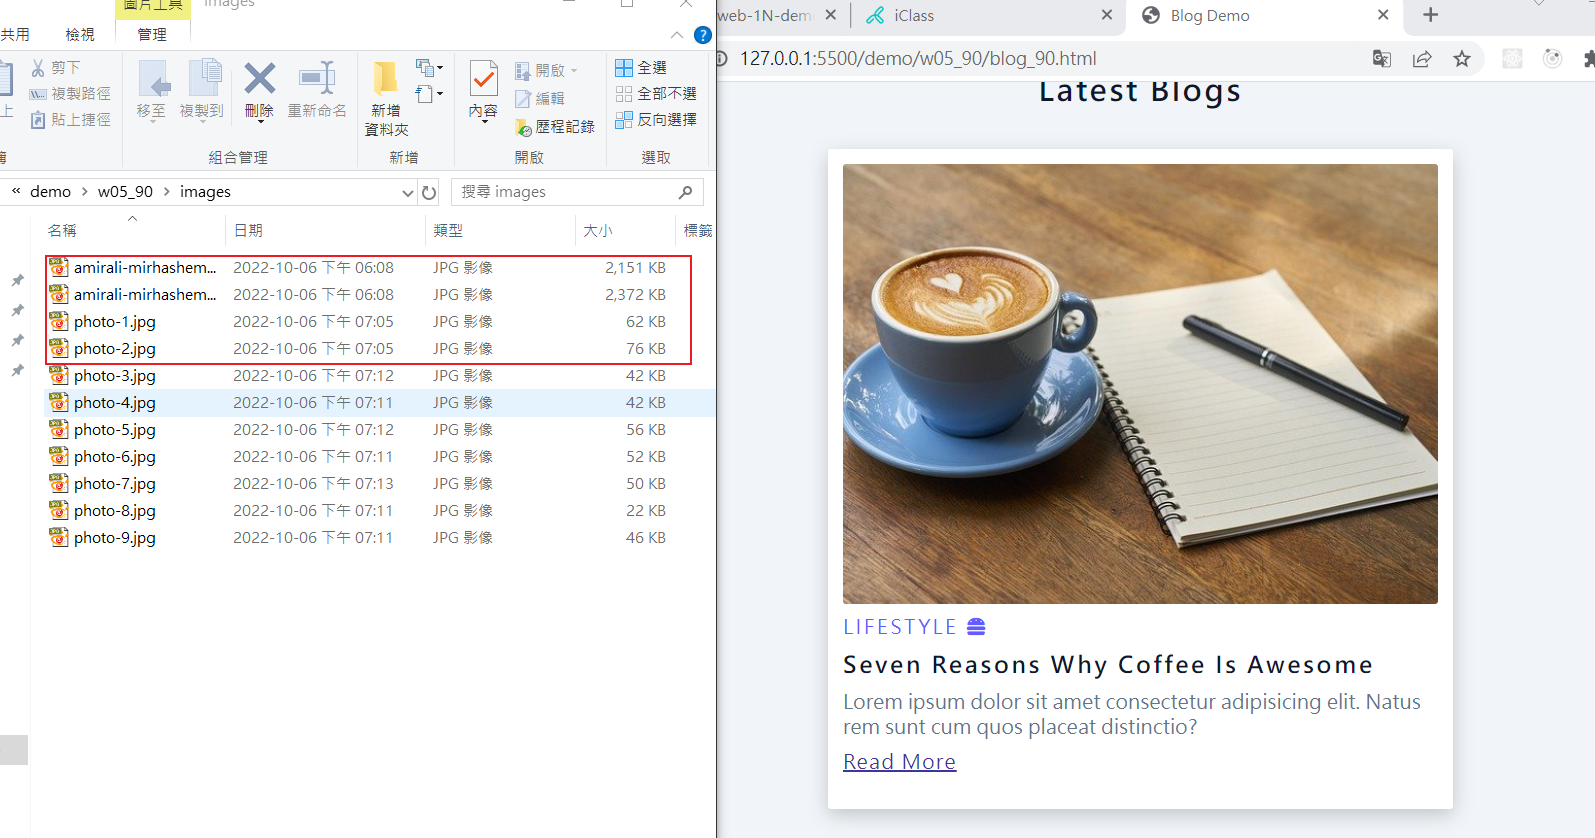 圖片工具
images
共用
檢視
管理
上
剪下
複製路徑
貼上捷徑
移至
複製到
刪除
重新命名
組合管理
新增
資料夾
新增
內容
開啟
編輯
歷程記錄
開啟
全選
全部不選
反向選擇
選取
« demo > w05_90 > images
搜尋 images
名稱 日期 類型 大小 標籤
amirali-mirhashem... 2022-10-06 下午 06:08 JPG 影像 2,151 KB
amirali-mirhashem... 2022-10-06 下午 06:08 JPG 影像 2,372 KB
photo-1.jpg 2022-10-06 下午 07:05 JPG 影像 62 KB
photo-2.jpg 2022-10-06 下午 07:05 JPG 影像 76 KB
photo-3.jpg 2022-10-06 下午 07:12 JPG 影像 42 KB
photo-4.jpg 2022-10-06 下午 07:11 JPG 影像 42 KB
photo-5.jpg 2022-10-06 下午 07:12 JPG 影像 56 KB
photo-6.jpg 2022-10-06 下午 07:11 JPG 影像 52 KB
photo-7.jpg 2022-10-06 下午 07:13 JPG 影像 50 KB
photo-8.jpg 2022-10-06 下午 07:11 JPG 影像 22 KB
photo-9.jpg 2022-10-06 下午 07:11 JPG 影像 46 KB
web-1N-dem
iClass
Blog Demo
127.0.0.1:5500/demo/w05_90/blog_90.html
Latest Blogs
LIFESTYLE
Seven Reasons Why Coffee Is Awesome
Lorem ipsum dolor sit amet consectetur adipisicing elit. Natus
rem sunt cum quos placeat distinctio?
Read More